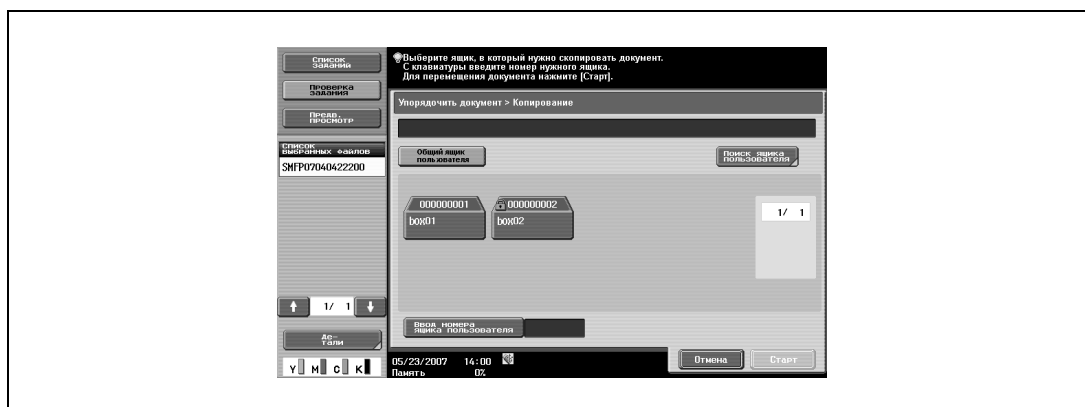 Список
заданий
Проверка
задания
Предв.
просмотр
Список
выбранных файлов
SMFP07040422200
1/ 1
Де-
тали
Y M C K
Выберите ящик, в который нужно скопировать документ.
С клавиатуры введите номер нужного ящика.
Для перемещения документа нажмите [Старт].
Упорядочить документ > Копирование
Общий ящик
пользователя
Поиск ящика
пользователя
000000001
box01
000000002
box02
1/ 1
Ввод номера
ящика пользователя
05/23/2007 14:00
Память 0%
Отмена
Старт